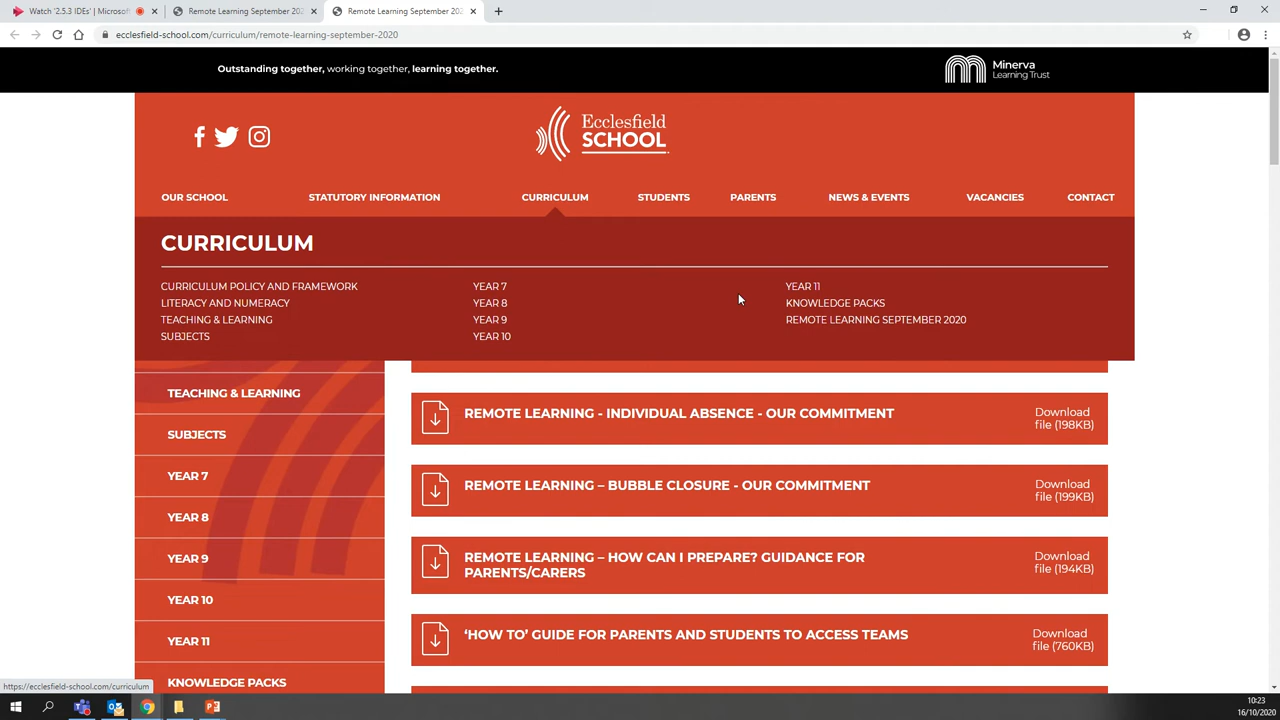 Watch '2.5.3 IDEs' | Microsof
Remote Learning September 202
Remote Learning September 202
ecclesfield-school.com/curriculum/remote-learning-september-2020
Outstanding together, working together, learning together.
Minerva
Learning Trust
Ecclesfield
SCHOOL
OUR SCHOOL
STATUTORY INFORMATION
CURRICULUM
STUDENTS
PARENTS
NEWS & EVENTS
VACANCIES
CONTACT
CURRICULUM
CURRICULUM POLICY AND FRAMEWORK
LITERACY AND NUMERACY
TEACHING & LEARNING
SUBJECTS
YEAR 7
YEAR 8
YEAR 9
YEAR 10
YEAR 11
KNOWLEDGE PACKS
REMOTE LEARNING SEPTEMBER 2020
TEACHING & LEARNING
SUBJECTS
YEAR 7
YEAR 8
YEAR 9
YEAR 10
YEAR 11
KNOWLEDGE PACKS
REMOTE LEARNING - INDIVIDUAL ABSENCE - OUR COMMITMENT
Download
file (198KB)
REMOTE LEARNING – BUBBLE CLOSURE - OUR COMMITMENT
Download
file (199KB)
REMOTE LEARNING – HOW CAN I PREPARE? GUIDANCE FOR
PARENTS/CARERS
Download
file (194KB)
‘HOW TO’ GUIDE FOR PARENTS AND STUDENTS TO ACCESS TEAMS
Download
file (760KB)
https://ecclesfield-school.com/curriculum
10:23
16/10/2020